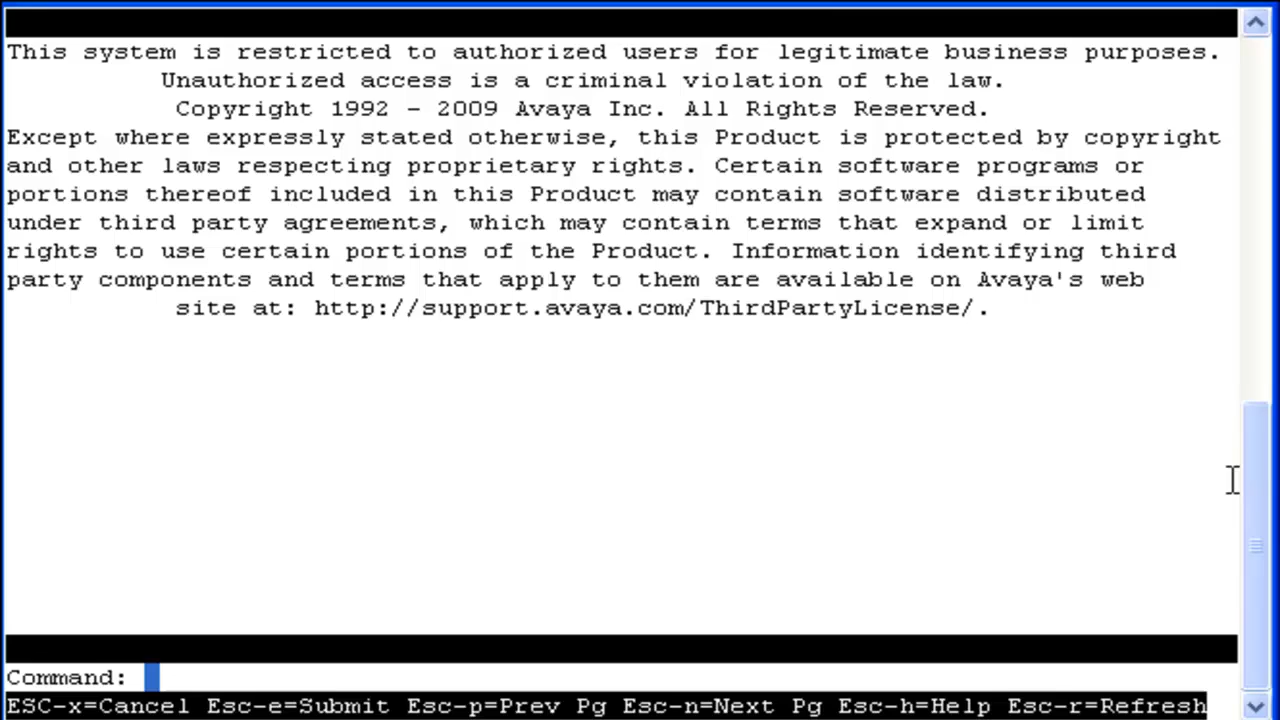 This system is restricted to authorized users for legitimate business purposes.
Unauthorized access is a criminal violation of the law.
Copyright 1992 - 2009 Avaya Inc. All Rights Reserved.
Except where expressly stated otherwise, this Product is protected by copyright
and other laws respecting proprietary rights. Certain software programs or
portions thereof included in this Product may contain software distributed
under third party agreements, which may contain terms that expand or limit
rights to use certain portions of the Product. Information identifying third
party components and terms that apply to them are available on Avaya's web
site at: http://support.avaya.com/ThirdPartyLicense/.
Command:
ESC-x=Cancel Esc-e=Submit Esc-p=Prev Pg Esc-n=Next Pg Esc-h=Help Esc-r=Refresh